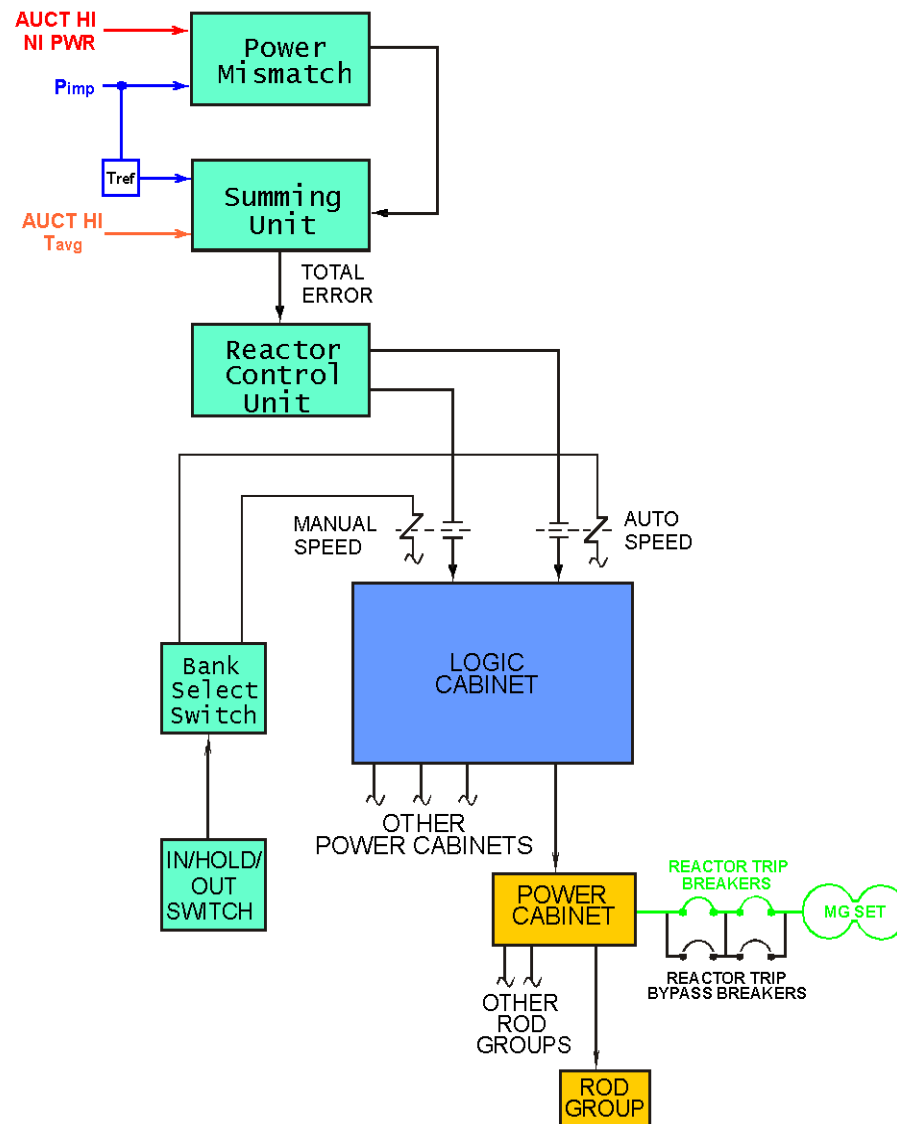 AUCT HI
NI PWR
Power
Mismatch
Pimp
Tref
Summing
Unit
AUCT HI
Tavg
TOTAL
ERROR
Reactor
Control
Unit
MANUAL
SPEED
AUTO
SPEED
LOGIC
CABINET
Bank
Select
Switch
OTHER
POWER CABINETS
IN/HOLD/
OUT
SWITCH
REACTOR TRIP
BREAKERS
POWER
CABINET
MG SET
REACTOR TRIP
BYPASS BREAKERS
OTHER
ROD
GROUPS
ROD
GROUP